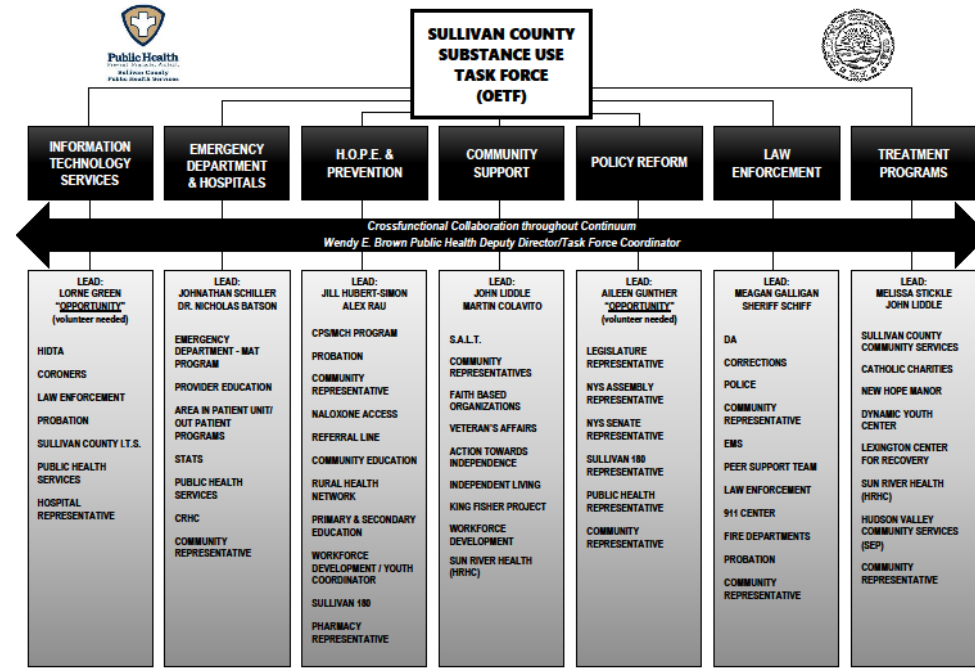 Public Health
Prevent. Promote. Protect.
Sullivan County
Public Health Services
SULLIVAN COUNTY
SUBSTANCE USE
TASK FORCE
(OETF)
INFORMATION
TECHNOLOGY
SERVICES
EMERGENCY
DEPARTMENT
& HOSPITALS
H.O.P.E. &
PREVENTION
COMMUNITY
SUPPORT
POLICY REFORM
LAW
ENFORCEMENT
TREATMENT
PROGRAMS
Crossfunctional Collaboration throughout Continuum
Wendy E. Brown Public Health Deputy Director/Task Force Coordinator
LEAD:
LORNE GREEN
"OPPORTUNITY"
(volunteer needed)
HIDTA
CORONERS
LAW ENFORCEMENT
PROBATION
SULLIVAN COUNTY I.T.S.
PUBLIC HEALTH
SERVICES
HOSPITAL
REPRESENTATIVE
LEAD:
JOHNATHAN SCHILLER
DR. NICHOLAS BATSON
EMERGENCY
DEPARTMENT - MAT
PROGRAM
PROVIDER EDUCATION
AREA IN PATIENT UNIT/
OUT PATIENT
PROGRAMS
STATS
PUBLIC HEALTH
SERVICES
CRHC
COMMUNITY
REPRESENTATIVE
LEAD:
JILL HUBERT-SIMON
ALEX RAU
CPS/MCH PROGRAM
PROBATION
COMMUNITY
REPRESENTATIVE
NALOXONE ACCESS
REFERRAL LINE
COMMUNITY EDUCATION
RURAL HEALTH
NETWORK
PRIMARY & SECONDARY
EDUCATION
WORKFORCE
DEVELOPMENT / YOUTH
COORDINATOR
SULLIVAN 180
PHARMACY
REPRESENTATIVE
LEAD:
JOHN LIDDLE
MARTIN COLAVITO
S.A.L.T.
COMMUNITY
REPRESENTATIVES
FAITH BASED
ORGANIZATIONS
VETERAN'S AFFAIRS
ACTION TOWARDS
INDEPENDENCE
INDEPENDENT LIVING
KING FISHER PROJECT
WORKFORCE
DEVELOPMENT
SUN RIVER HEALTH
(HRHC)
LEAD:
AILEEN GUNTHER
"OPPORTUNITY"
(volunteer needed)
LEGISLATURE
REPRESENTATIVE
NYS ASSEMBLY
REPRESENTATIVE
NYS SENATE
REPRESENTATIVE
SULLIVAN 180
REPRESENTATIVE
PUBLIC HEALTH
REPRESENTATIVE
COMMUNITY
REPRESENTATIVE
LEAD:
MEAGAN GALLIGAN
SHERIFF SCHIFF
DA
CORRECTIONS
POLICE
COMMUNITY
REPRESENTATIVE
EMS
PEER SUPPORT TEAM
LAW ENFORCEMENT
911 CENTER
FIRE DEPARTMENTS
PROBATION
COMMUNITY
REPRESENTATIVE
LEAD:
MELISSA STICKLE
JOHN LIDDLE
SULLIVAN COUNTY
COMMUNITY SERVICES
CATHOLIC CHARITIES
NEW HOPE MANOR
DYNAMIC YOUTH
CENTER
LEXINGTON CENTER
FOR RECOVERY
SUN RIVER HEALTH
(HRHC)
HUDSON VALLEY
COMMUNITY SERVICES
(SEP)
COMMUNITY
REPRESENTATIVE